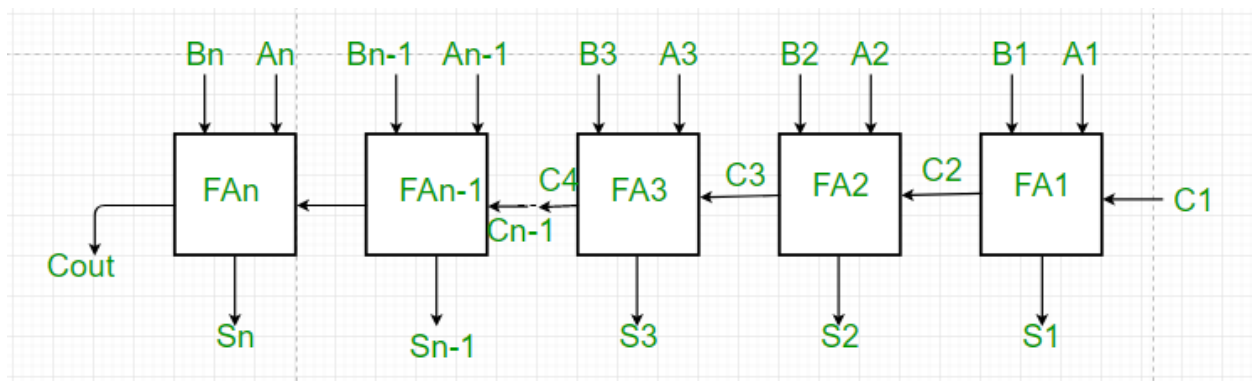 Bn An Bn-1 An-1 B3 A3 B2 A2 B1 A1
FAn FAn-1 C4 FA3 C3 FA2 C2 FA1 C1
Cn-1
Cout
Sn Sn-1 S3 S2 S1